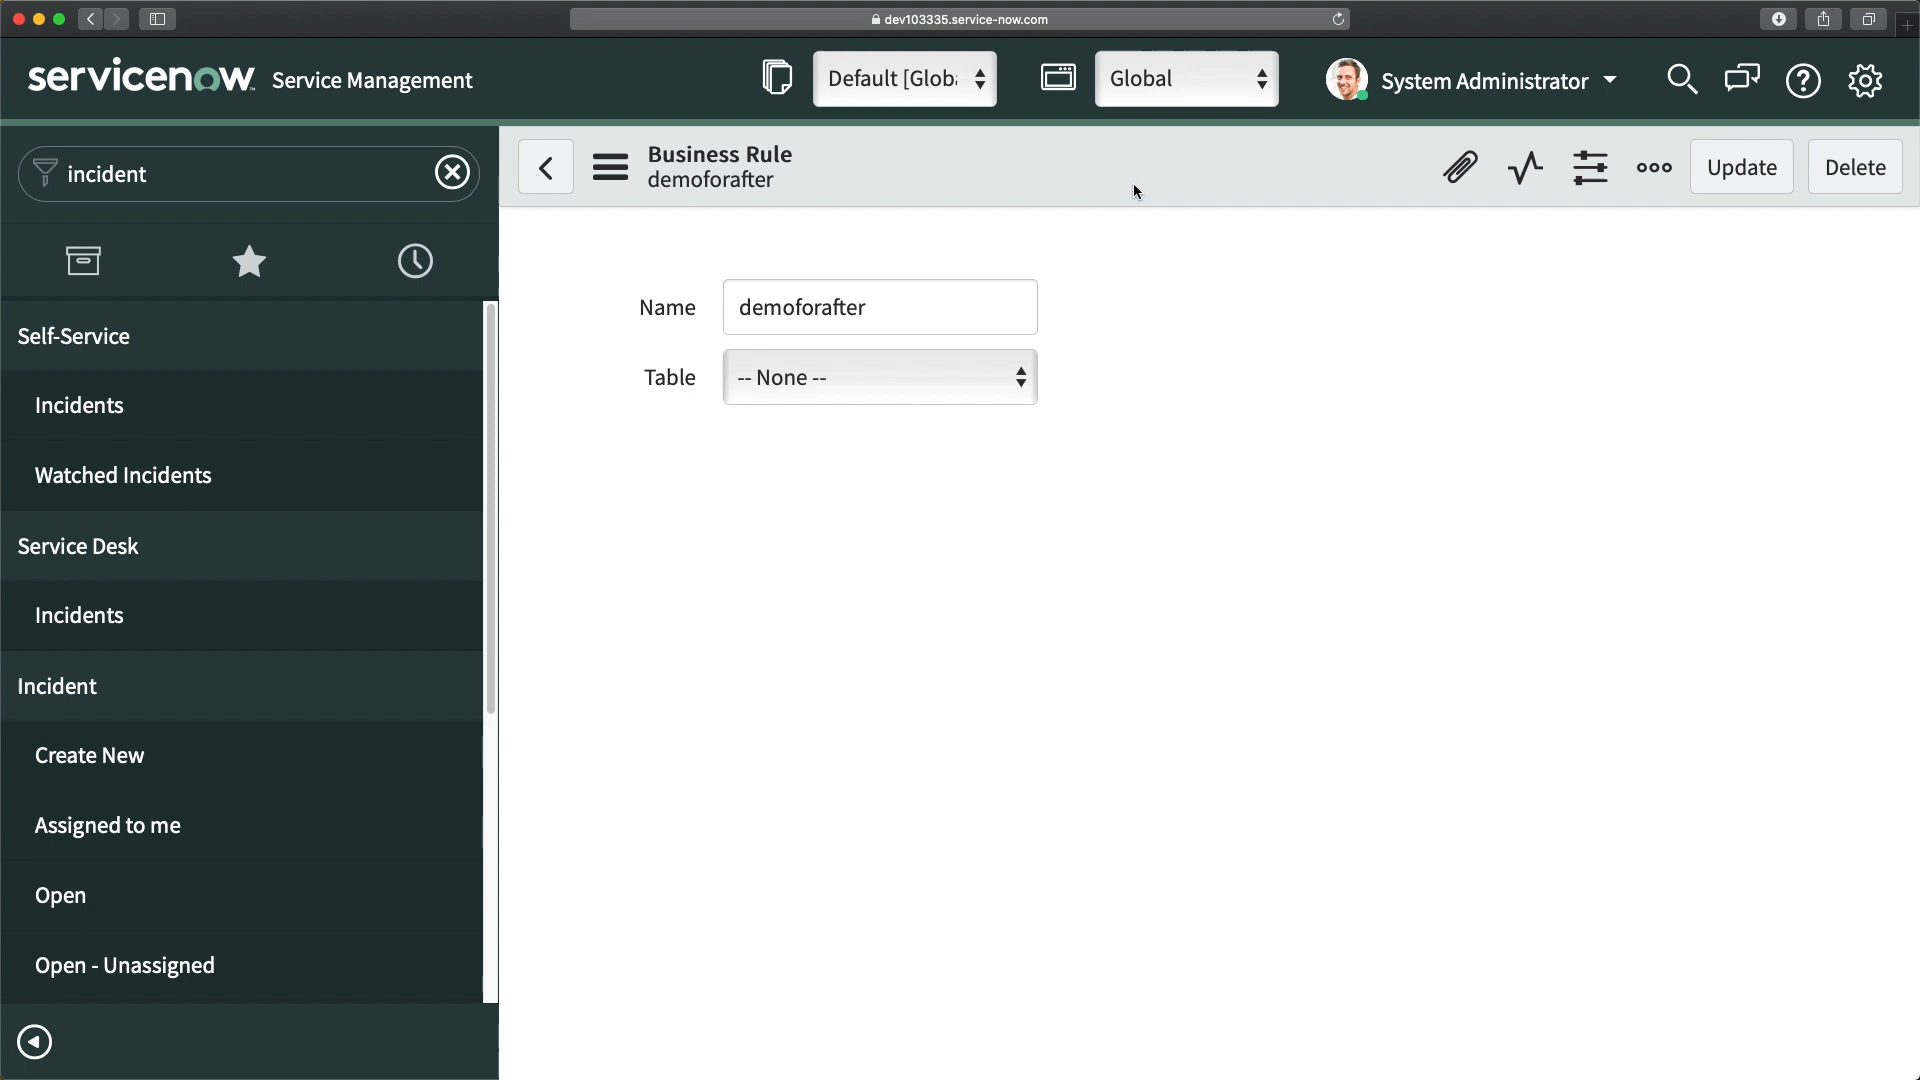 dev103335.service-now.com
servicenow Service Management
Default [Globa
Global
System Administrator
incident
Business Rule
demoforafter
Update
Delete
Self-Service
Incidents
Watched Incidents
Service Desk
Incidents
Incident
Create New
Assigned to me
Open
Open - Unassigned
Name
demoforafter
Table
-- None --